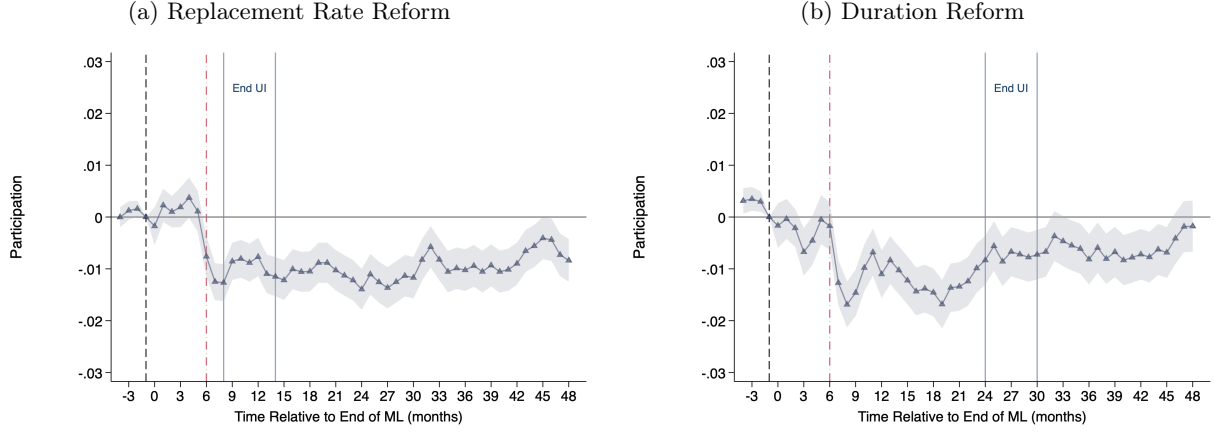 (a) Replacement Rate Reform
Participation
.03
.02
.01
0
-.01
-.02
-.03
End UI
-3 0 3 6 9 12 15 18 21 24 27 30 33 36 39 42 45 48
Time Relative to End of ML (months)
(b) Duration Reform
Participation
.03
.02
.01
0
-.01
-.02
-.03
End UI
-3 0 3 6 9 12 15 18 21 24 27 30 33 36 39 42 45 48
Time Relative to End of ML (months)